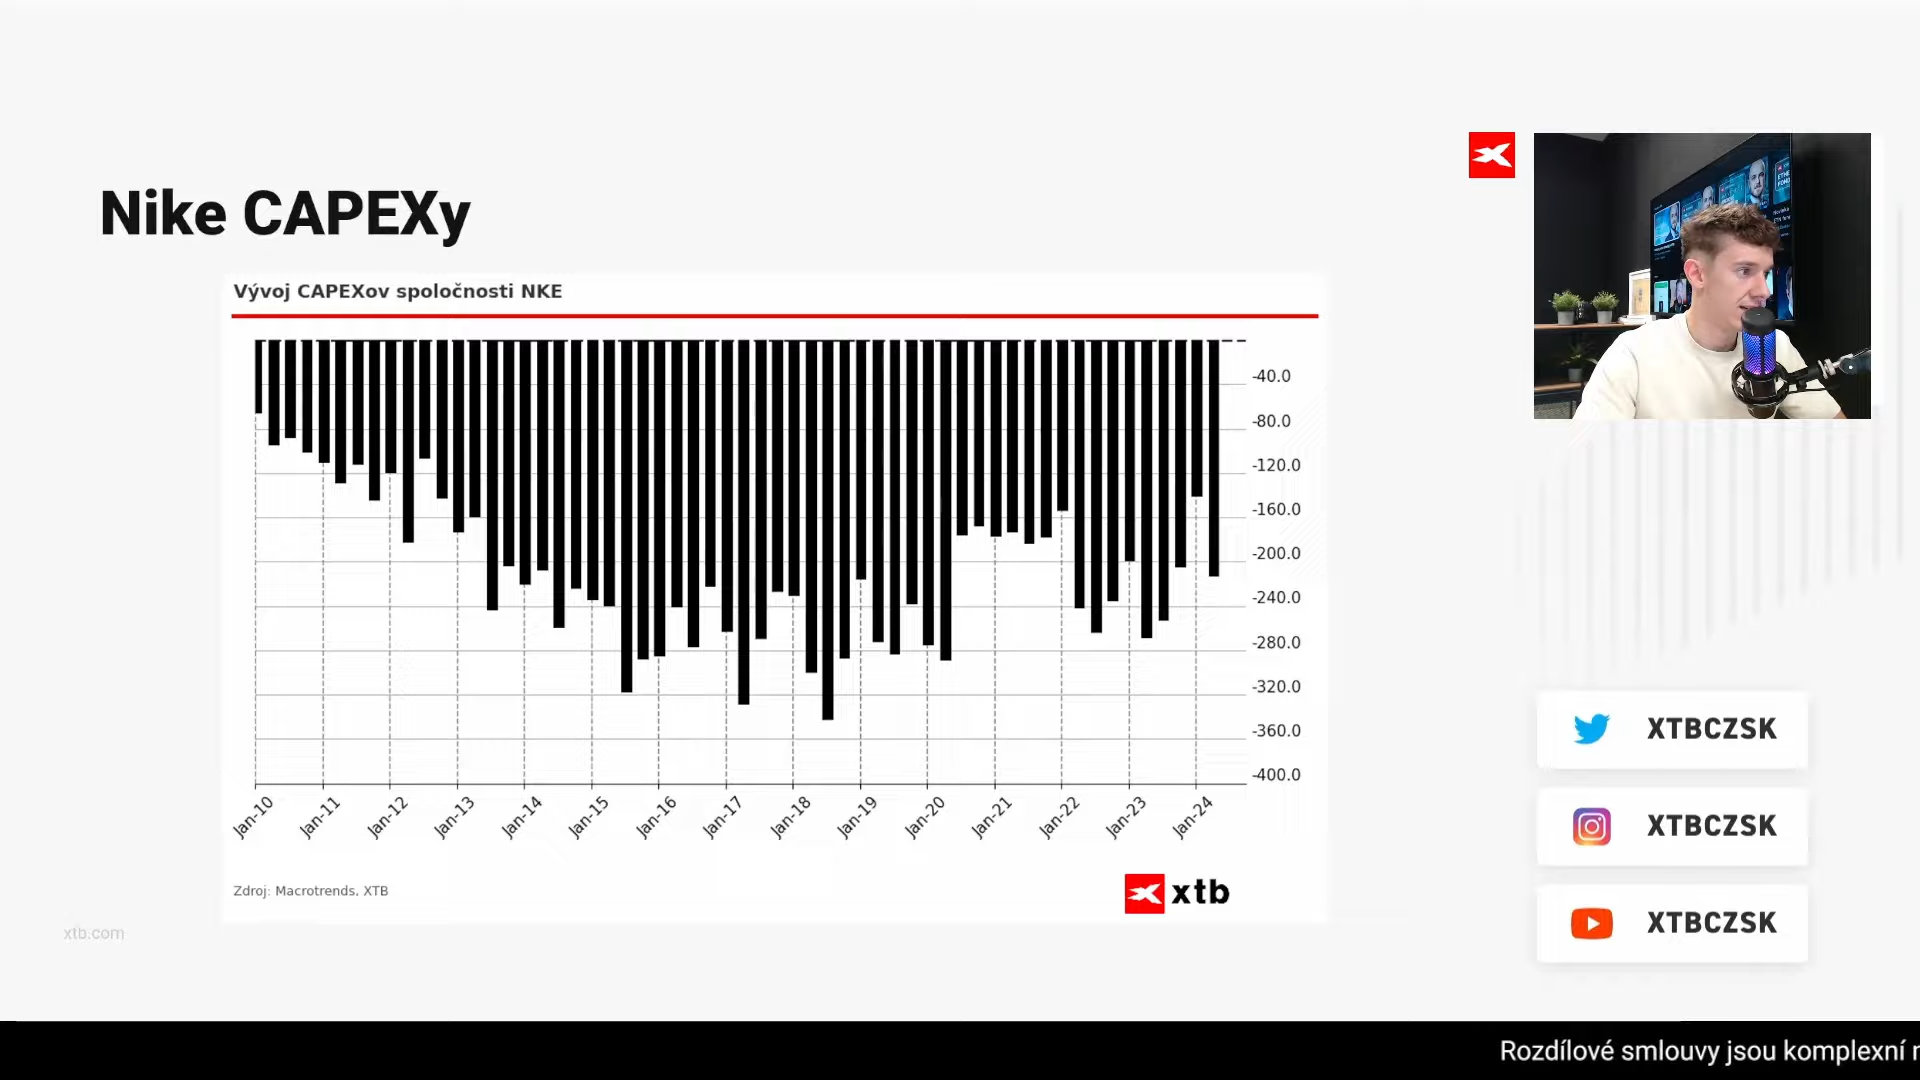 Nike CAPEXy
Vývoj CAPEXov spoločnosti NKE
-40.0
-80.0
-120.0
-160.0
-200.0
-240.0
-280.0
-320.0
-360.0
-400.0
Jan-10
Jan-11
Jan-12
Jan-13
Jan-14
Jan-15
Jan-16
Jan-17
Jan-18
Jan-19
Jan-20
Jan-21
Jan-22
Jan-23
Jan-24
Zdroj: Macrotrends, XTB
xtb
xtb.com
XTBCZSK
XTBCZSK
XTBCZSK
Rozdílové smlouvy jsou komplexní